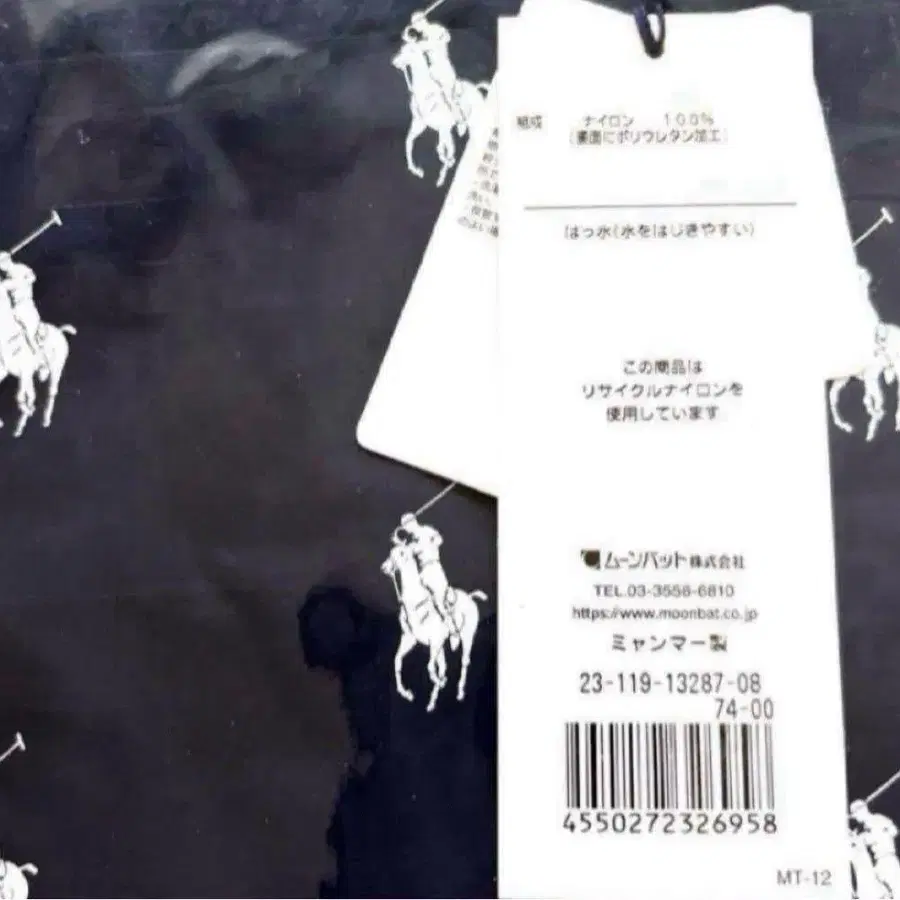 組成 ナイロン 100%
(裏面にポリウレタン加工)
はっ水(水をはじきやすい)
この商品は
リサイクルナイロンを
使用しています
ムーンバット株式会社
TEL.03-3556-6810
https://www.moonbat.co.jp
ミャンマー製
23-119-13287-08
74-00
4550272326958
MT-12